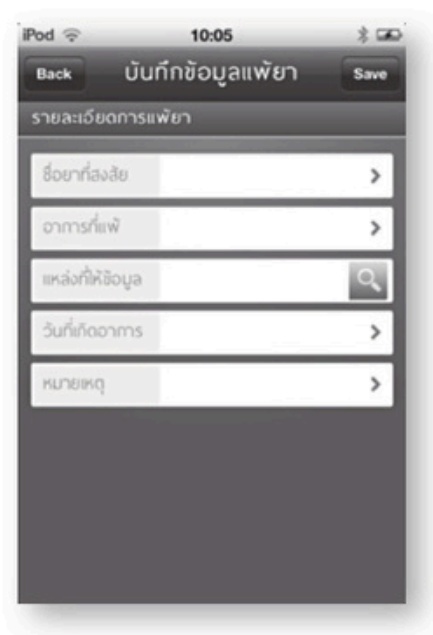 iPod 10:05
Back บันทึกข้อมูลแพ้ยา Save
รายละเอียดการแพ้ยา
ชื่อยาที่สงสัย
อาการที่แพ้
แหล่งที่ให้ข้อมูล
วันที่เกิดอาการ
หมายเหตุ